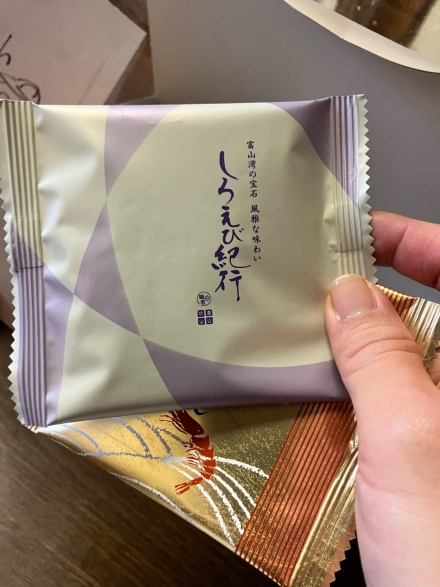 富山湾の宝石 風雅な味わい
しろえび紀行